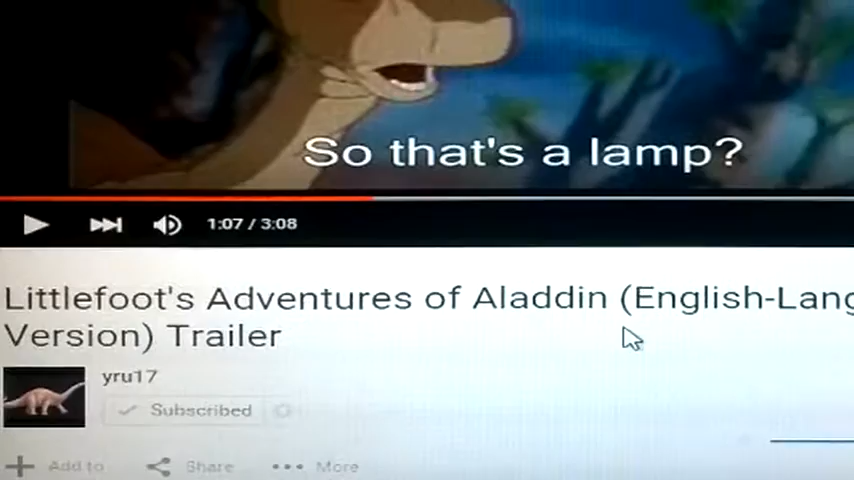 So that's a lamp?
1:07 / 3:08
Littlefoot's Adventures of Aladdin (English-Lang
Version) Trailer
yru17
Subscribed
Add to Share More